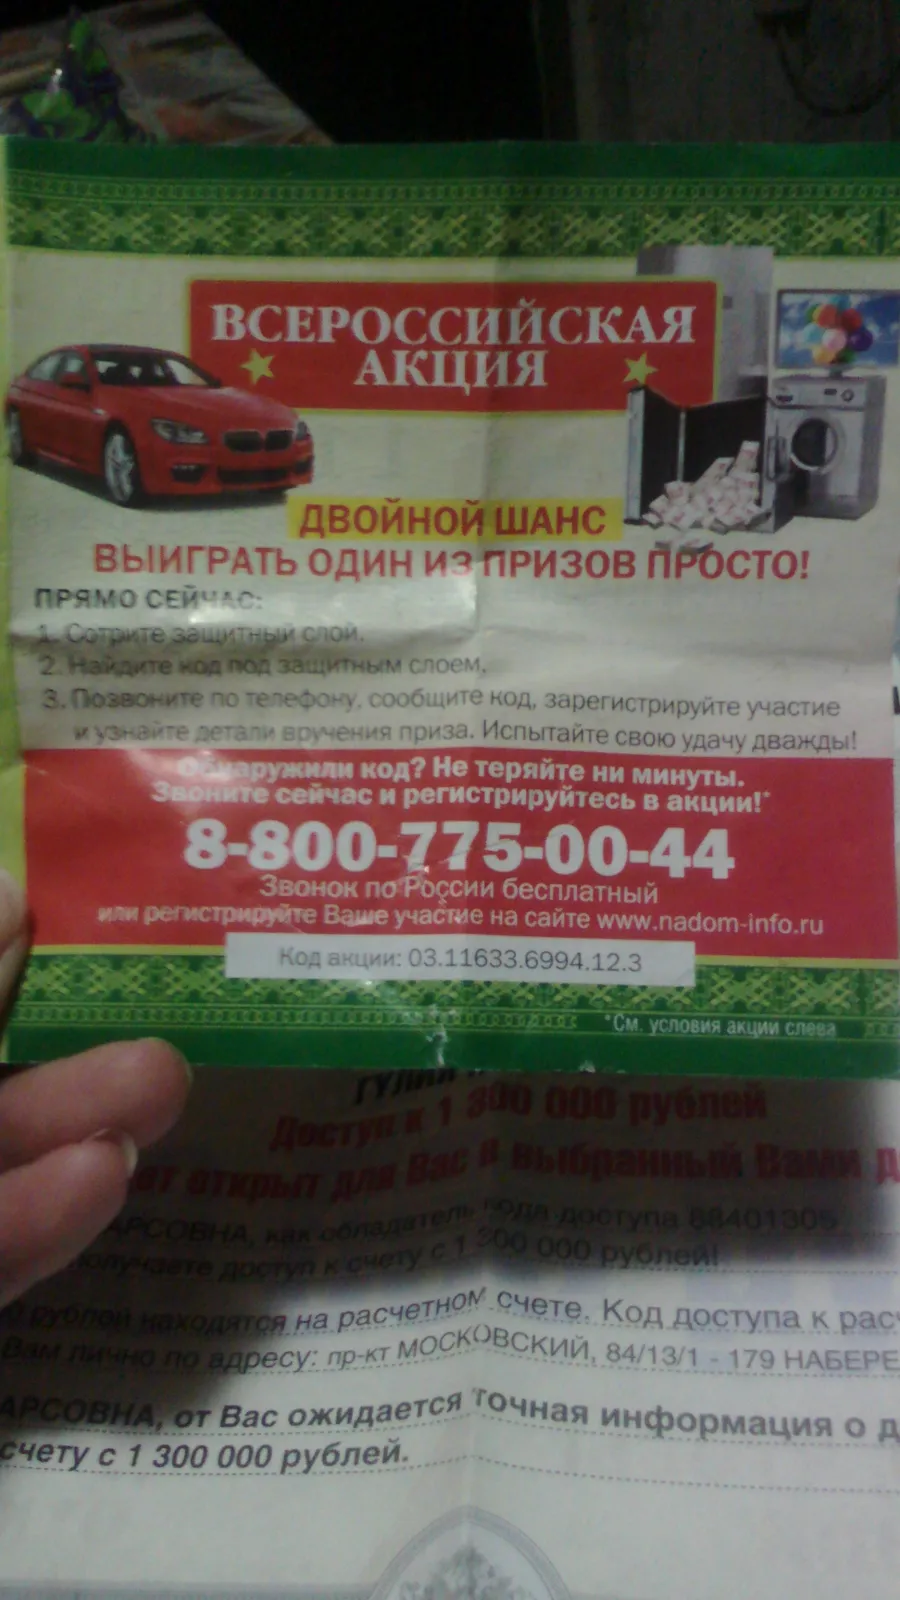 ВСЕРОССИЙСКАЯ
АКЦИЯ
ДВОЙНОЙ ШАНС
ВЫИГРАТЬ ОДИН ИЗ ПРИЗОВ ПРОСТО!
ПРЯМО СЕЙЧАС:
1. Сотрите защитный слой.
2. Найдите код под защитным слоем.
3. Позвоните по телефону, сообщите код, зарегистрируйте участие
и узнайте детали вручения приза. Испытайте свою удачу дважды!
Обнаружили код? Не теряйте ни минуты.
Звоните сейчас и регистрируйтесь в акции!*
8-800-775-00-44
Звонок по России бесплатный
или регистрируйте Ваше участие на сайте www.nadom-info.ru
Код акции: 03.11633.6994.12.3
*См. условия акции слева
Доступ к 1 300 000 рублей
открыт для Вас в выбранный Вами
АРСОВНА, как обладатель кода доступа 88401305
получаете доступ к счету с 1 300 000 рублей!
рублей находятся на расчетном счете. Код доступа к рас
Вам лично по адресу: пр-кт МОСКОВСКИЙ, 84/13/1 - 179 НАБЕРЕ
АРСОВНА, от Вас ожидается точная информация о д
счету с 1 300 000 рублей.